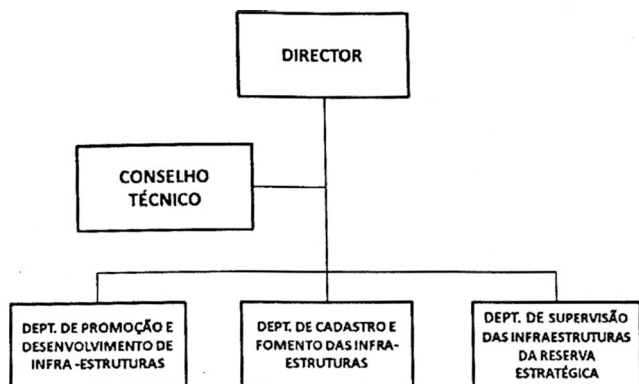 DIRECTOR
CONSELHO
TÉCNICO
DEPT. DE PROMOÇÃO E
DESENVOLVIMENTO DE
INFRA -ESTRUTURAS
DEPT. DE CADASTRO E
FOMENTO DAS INFRA-
ESTRUTURAS
DEPT. DE SUPERVISÃO
DAS INFRAESTRUTURAS
DA RESERVA
ESTRATÉGICA